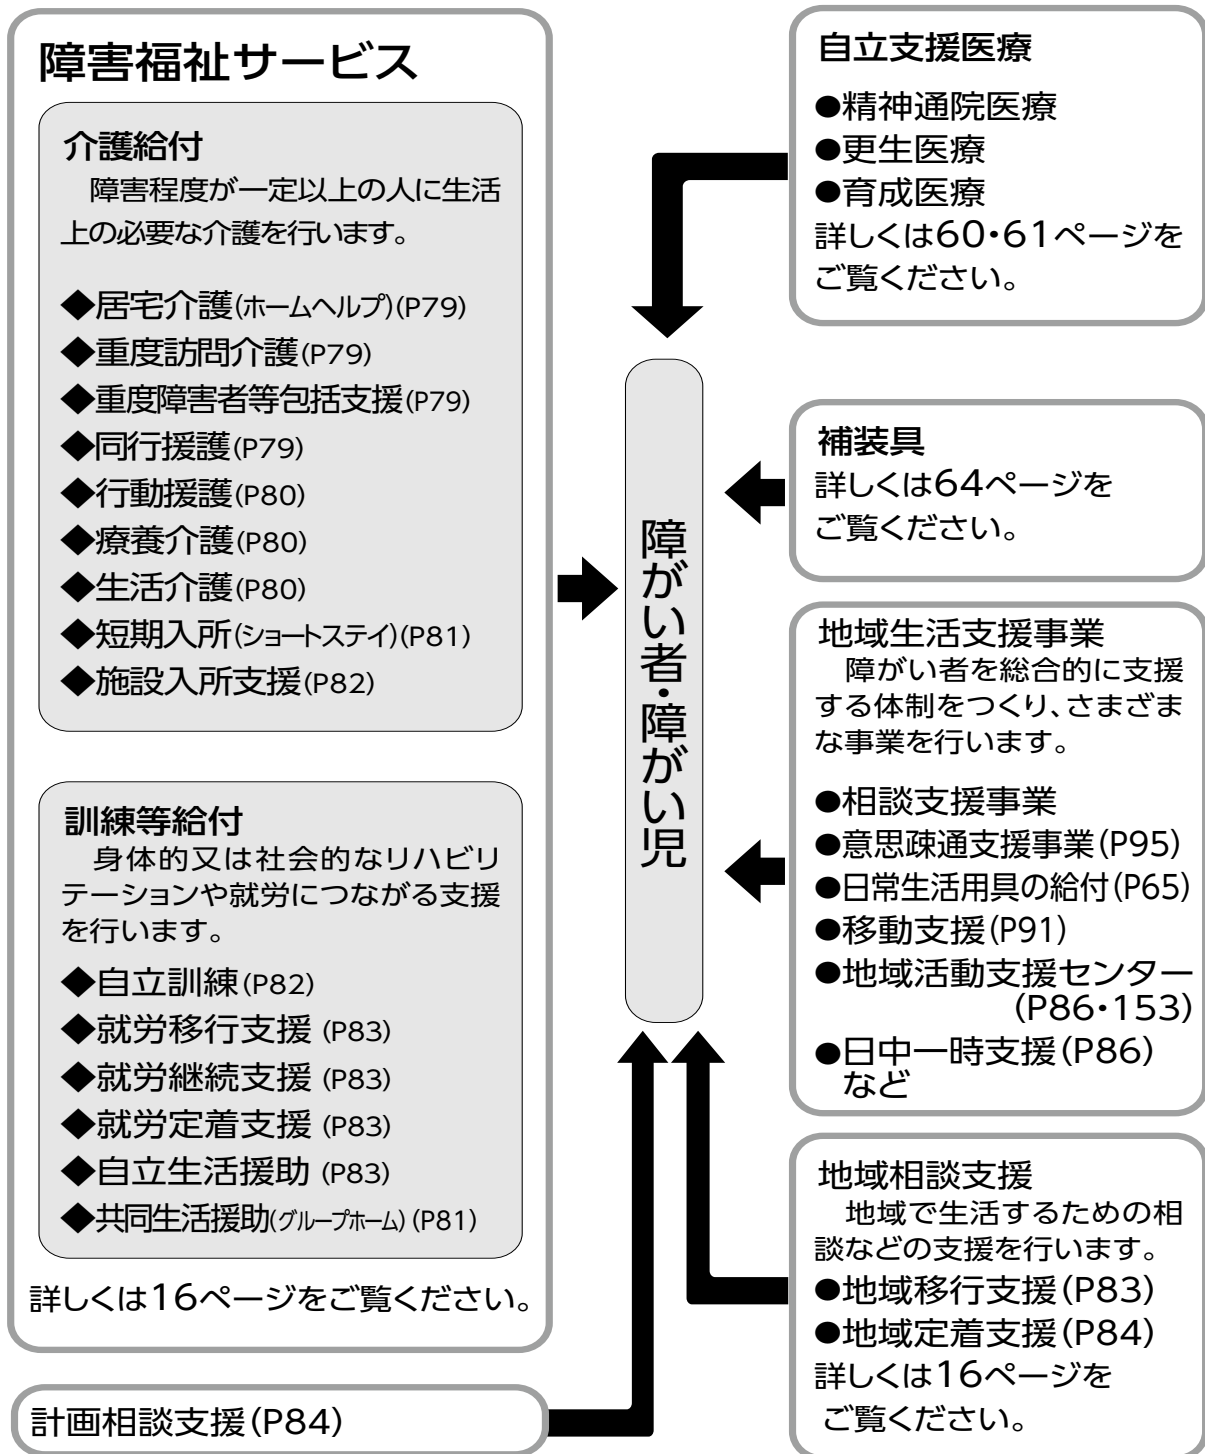 障害福祉サービス
介護給付
障害程度が一定以上の人に生活
上の必要な介護を行います。
◆居宅介護(ホームヘルプ)(P79)
◆重度訪問介護(P79)
◆重度障害者等包括支援(P79)
◆同行援護(P79)
◆行動援護(P80)
◆療養介護(P80)
◆生活介護(P80)
◆短期入所(ショートステイ)(P81)
◆施設入所支援(P82)
訓練等給付
身体的又は社会的なリハビリ
テーションや就労につながる支援
を行います。
◆自立訓練(P82)
◆就労移行支援 (P83)
◆就労継続支援 (P83)
◆就労定着支援 (P83)
◆自立生活援助 (P83)
◆共同生活援助(グループホーム) (P81)
詳しくは16ページをご覧ください。
計画相談支援(P84)
障がい者・障がい児
自立支援医療
●精神通院医療
●更生医療
●育成医療
詳しくは60・61ページを
ご覧ください。
補装具
詳しくは64ページを
ご覧ください。
地域生活支援事業
障がい者を総合的に支援
する体制をつくり、さまざま
な事業を行います。
●相談支援事業
●意思疎通支援事業(P95)
●日常生活用具の給付(P65)
●移動支援(P91)
●地域活動支援センター
(P86・153)
●日中一時支援(P86)
など
地域相談支援
地域で生活するための相
談などの支援を行います。
●地域移行支援(P83)
●地域定着支援(P84)
詳しくは16ページを
ご覧ください。